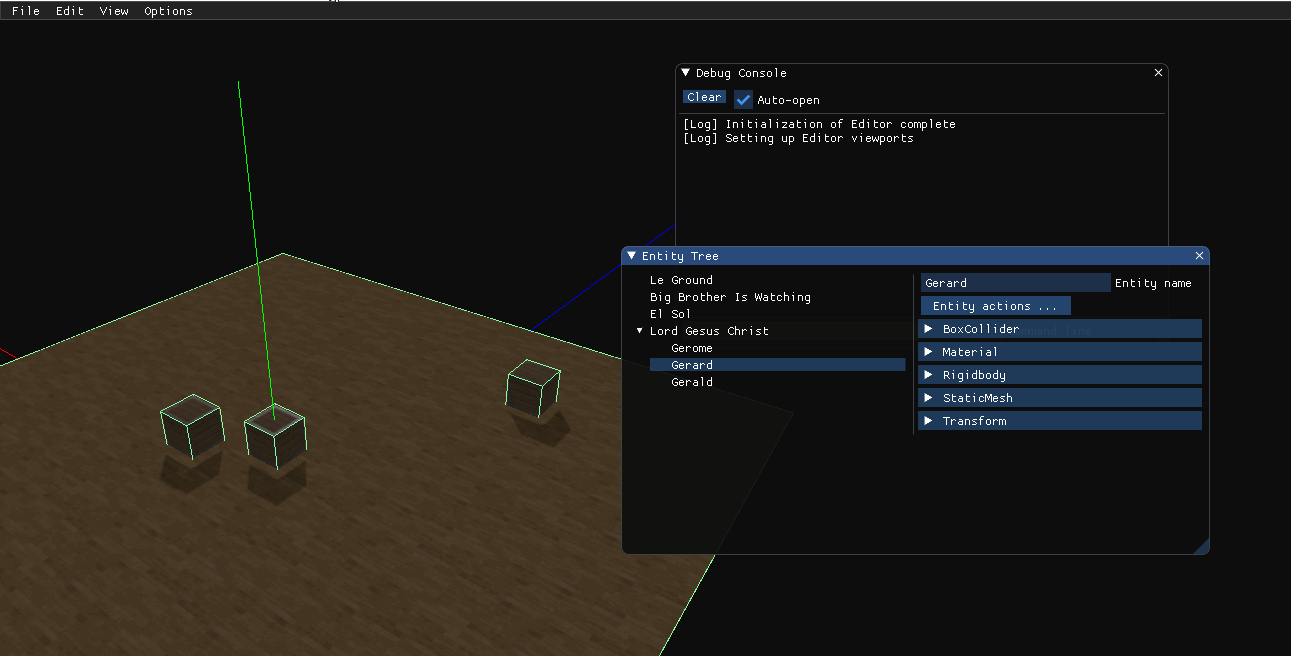 File Edit View Options
Debug Console
Clear Auto-open
[Log] Initialization of Editor complete
[Log] Setting up Editor viewports
Entity Tree
Le Ground
Big Brother Is Watching
El Sol
Lord Gesus Christ
Gerome
Gerard
Gerald
Gerard Entity name
Entity actions ...
BoxCollider
Material
Rigidbody
StaticMesh
Transform